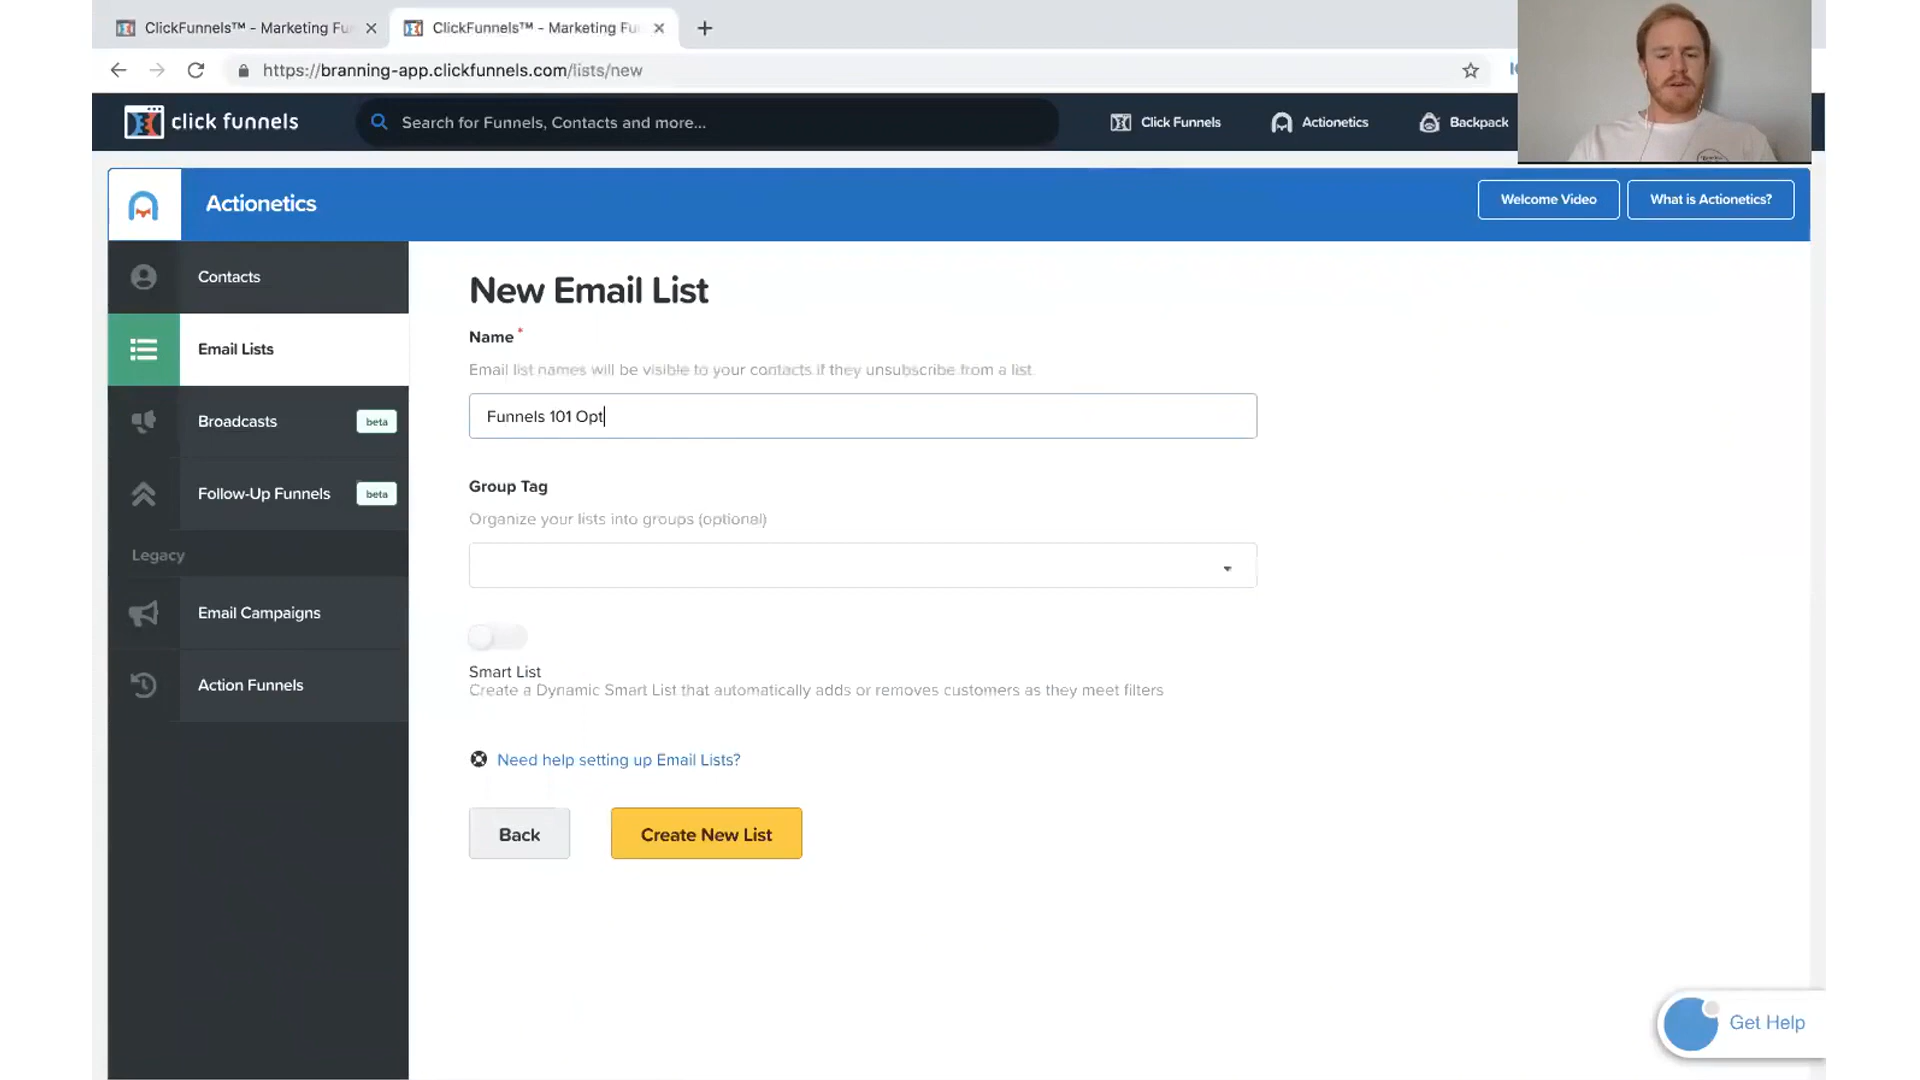 ClickFunnels™ - Marketing Fu
ClickFunnels™ - Marketing Fu
https://branning-app.clickfunnels.com/lists/new
click funnels
Search for Funnels, Contacts and more...
Click Funnels
Actionetics
Backpack
Actionetics
Welcome Video
What is Actionetics?
Contacts
Email Lists
Broadcasts
beta
Follow-Up Funnels
beta
Legacy
Email Campaigns
Action Funnels
New Email List
Name *
Email list names will be visible to your contacts if they unsubscribe from a list.
Funnels 101 Opt
Group Tag
Organize your lists into groups (optional)
Smart List
Create a Dynamic Smart List that automatically adds or removes customers as they meet filters
Need help setting up Email Lists?
Back
Create New List
Get Help